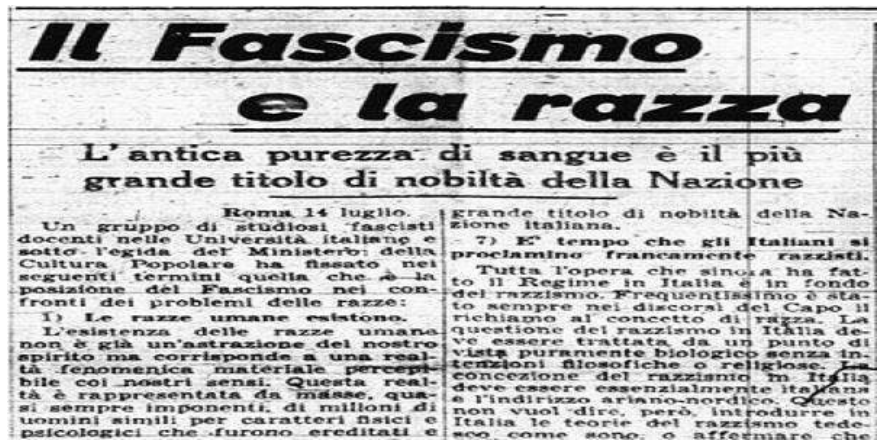 Il Fascismo
e la razza
L'antica purezza di sangue è il più
grande titolo di nobiltà della Nazione
Roma 14 luglio.
Un gruppo di studiosi fascisti
docenti nelle Università italiane e
sotto l'egida del Ministero della
Cultura Popolare ha fissato nei
seguenti termini quella che è la
posizione del Fascismo nei con-
fronti dei problemi delle razze:
1) Le razze umane esistono.
L'esistenza delle razze umane
non è già un'astrazione del nostro
spirito ma corrisponde a una real-
tà fenomenica materiale percepi-
bile coi nostri sensi. Questa real-
tà è rappresentata da masse, qua-
si sempre imponenti, di milioni di
uomini simili per caratteri fisici e
psicologici che furono ereditati e
grande titolo di nobiltà della Na-
zione italiana.
7) E' tempo che gli Italiani si
proclamino francamente razzisti.
Tutta l'opera che sinora ha fat-
to il Regime in Italia è in fondo
del razzismo. Frequentissimo è sta-
to sempre nei discorsi del Capo il
richiamo al concetto di razza. La
questione del razzismo in Italia de-
ve essere trattata da un punto di
vista puramente biologico senza in-
tenzioni filosofiche o religiose. La
concezione del razzismo in Italia
deve essere essenzialmente italiana
e l'indirizzo ariano-nordico. Questo
non vuol dire, però, introdurre in
Italia le teorie del razzismo tede-
sco come sono, o affermare che